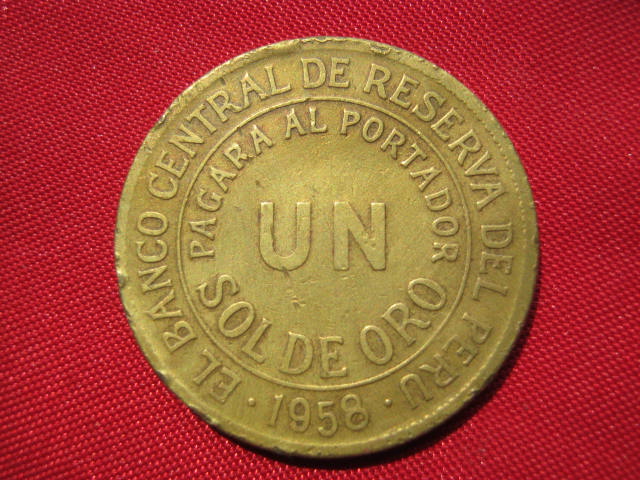 EL BANCO CENTRAL DE RESERVA DEL PERU
PAGARA AL PORTADOR
UN
SOL DE ORO
· 1958 ·